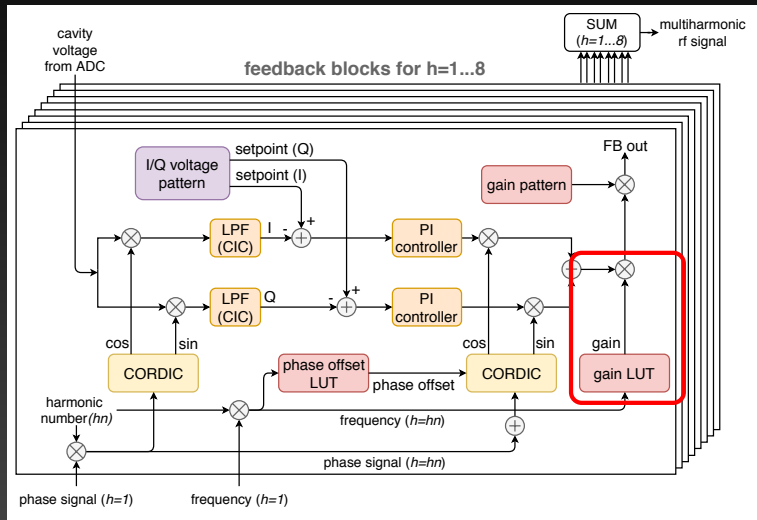 SUM
(h=1...8)
multiharmonic
rf signal
cavity
voltage
from ADC
feedback blocks for h=1...8
FB out
I/Q voltage
pattern
setpoint (Q)
setpoint (I)
gain pattern
+
-
LPF
(CIC)
I
+
PI
controller
+
LPF
(CIC)
Q
+
-
+
PI
controller
cos
sin
cos
sin
gain
CORDIC
phase offset
LUT
phase offset
CORDIC
gain LUT
harmonic
number(hn)
frequency (h=hn)
+
phase signal (h=hn)
phase signal (h=1)
frequency (h=1)